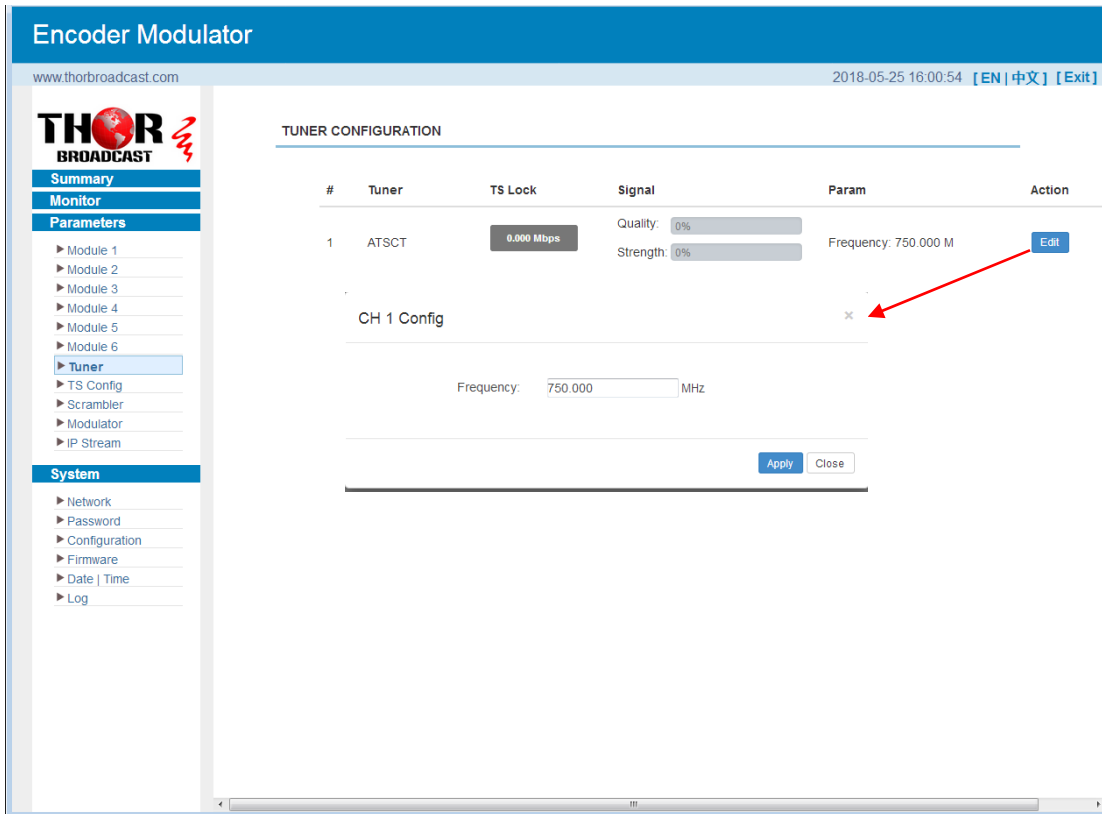 Encoder Modulator
www.thorbroadcast.com
2018-05-25 16:00:54 [ EN | 中文 ] [ Exit ]
THOR
BROADCAST
Summary
Monitor
Parameters
Module 1
Module 2
Module 3
Module 4
Module 5
Module 6
Tuner
TS Config
Scrambler
Modulator
IP Stream
System
Network
Password
Configuration
Firmware
Date | Time
Log
TUNER CONFIGURATION
# Tuner TS Lock Signal Param Action
1 ATSCT 0.000 Mbps Quality: 0% Strength: 0% Frequency: 750.000 M Edit
CH 1 Config ×
Frequency: 750.000 MHz
Apply Close